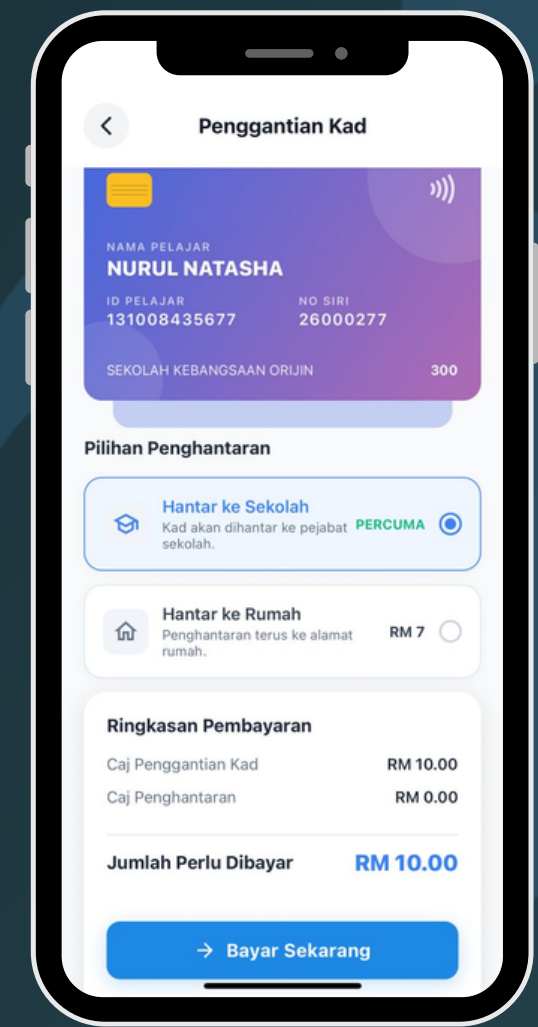 Penggantian Kad
NAMA PELAJAR
NURUL NATASHA
ID PELAJAR
131008435677
NO SIRI
26000277
SEKOLAH KEBANGSAAN ORIJIN
300
Pilihan Penghantaran
Hantar ke Sekolah
Kad akan dihantar ke pejabat
sekolah.
PERCUMA
Hantar ke Rumah
Penghantaran terus ke alamat
rumah.
RM 7
Ringkasan Pembayaran
Caj Penggantian Kad RM 10.00
Caj Penghantaran RM 0.00
Jumlah Perlu Dibayar RM 10.00
→ Bayar Sekarang